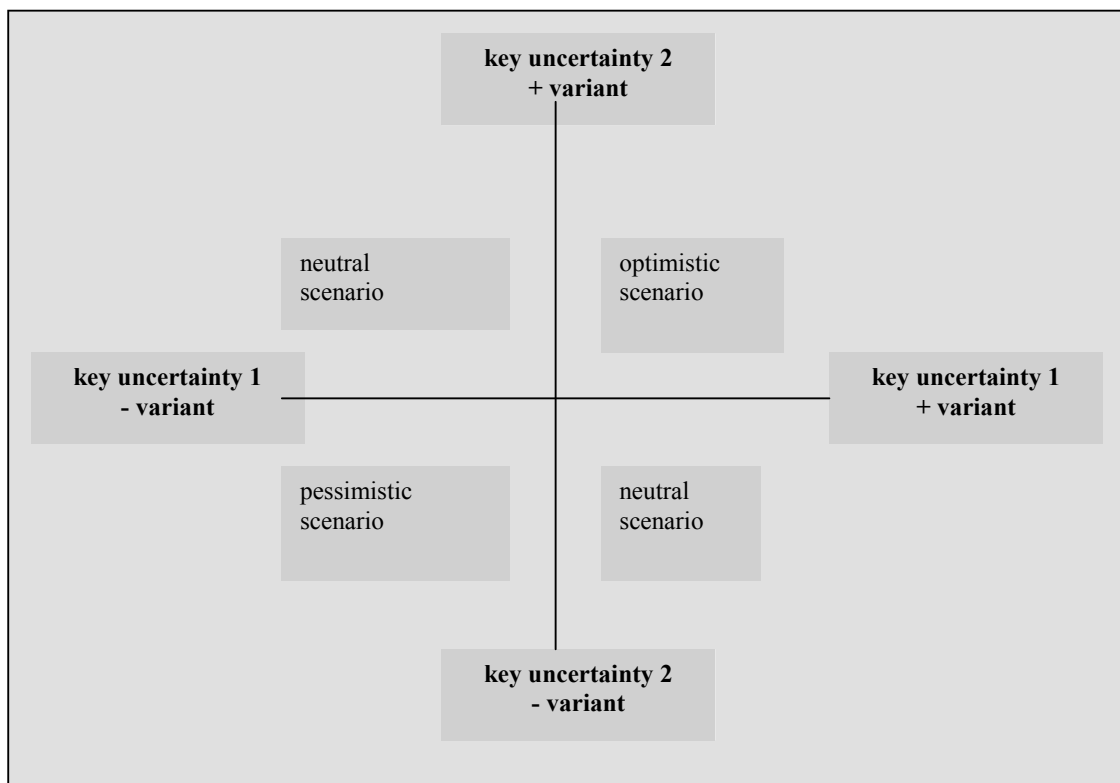 key uncertainty 2
+ variant
neutral
scenario
optimistic
scenario
key uncertainty 1
- variant
key uncertainty 1
+ variant
pessimistic
scenario
neutral
scenario
key uncertainty 2
- variant